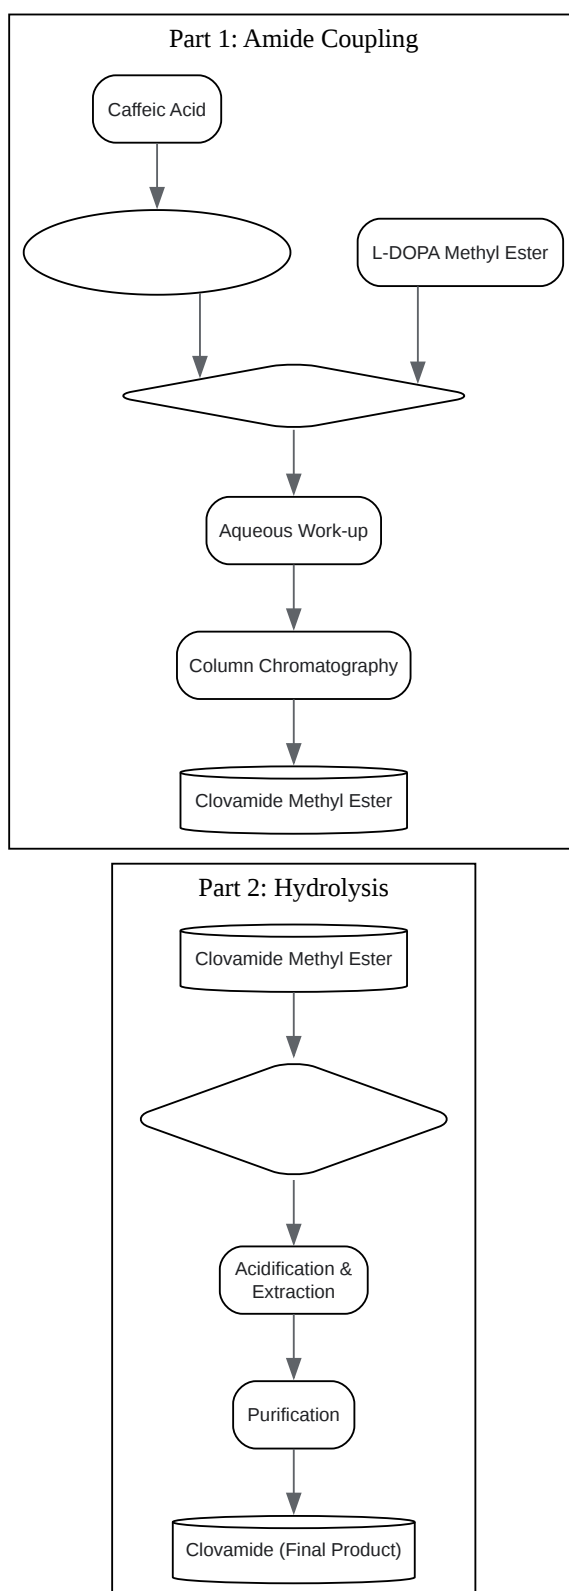 Part 1: Amide Coupling
Caffeic Acid
L-DOPA Methyl Ester
Aqueous Work-up
Column Chromatography
Clovamide Methyl Ester
Part 2: Hydrolysis
Clovamide Methyl Ester
Acidification &
Extraction
Purification
Clovamide (Final Product)